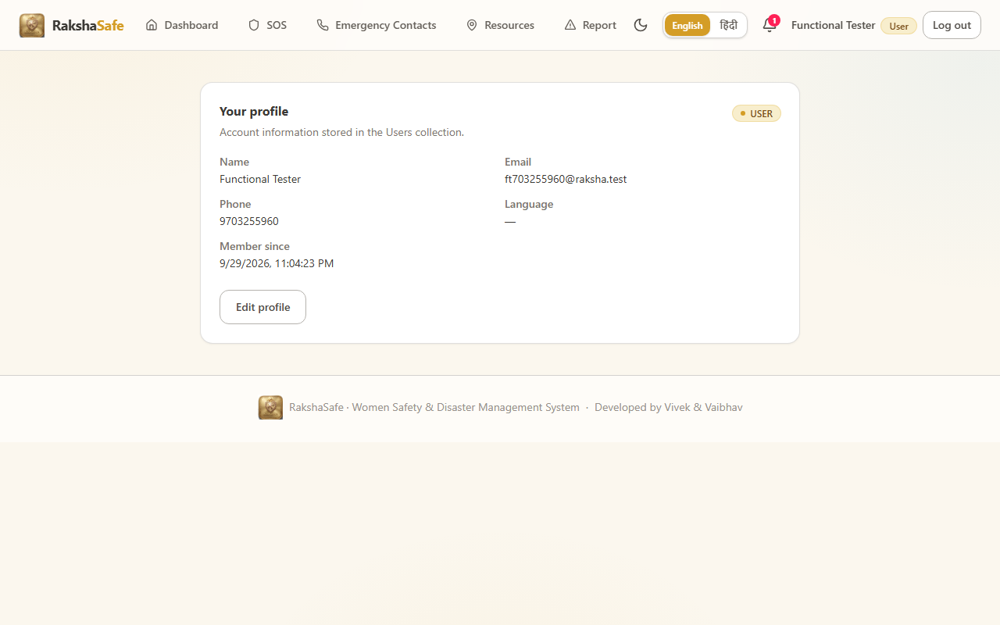 RakshaSafe Dashboard SOS Emergency Contacts Resources Report English हिंदी 1 Functional Tester User Log out
Your profile
USER
Account information stored in the Users collection.
Name
Functional Tester
Email
ft703255960@raksha.test
Phone
9703255960
Language
—
Member since
9/29/2026, 11:04:23 PM
Edit profile
RakshaSafe · Women Safety & Disaster Management System · Developed by Vivek & Vaibhav